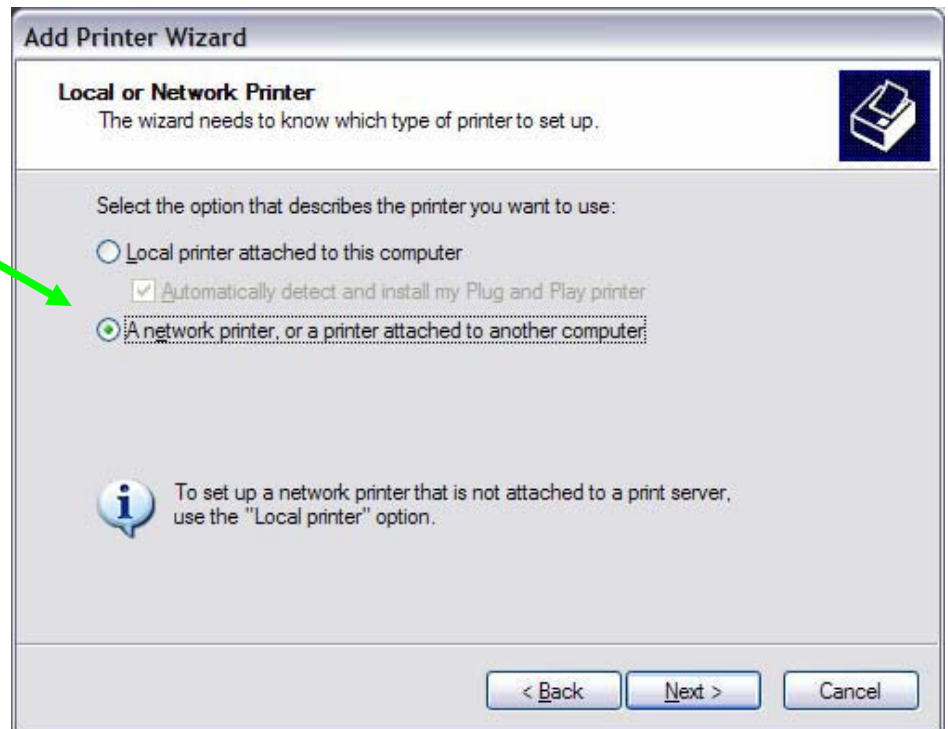 Add Printer Wizard
Local or Network Printer
The wizard needs to know which type of printer to set up.
Select the option that describes the printer you want to use:
Local printer attached to this computer
Automatically detect and install my Plug and Play printer
A network printer, or a printer attached to another computer
To set up a network printer that is not attached to a print server,
use the "Local printer" option.
< Back
Next >
Cancel